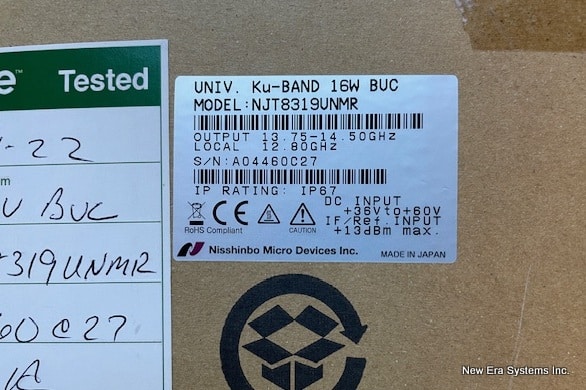 e™ Tested
-22
BUC
319UNMR
60C27
UNIV. Ku-BAND 16W BUC
MODEL:NJT8319UNMR
OUTPUT 13.75-14.50GHz
LOCAL 12.80GHz
S/N:A04460C27
IP RATING: IP67
DC INPUT
+36Vto+60V
IF/Ref.INPUT
+13dBm max.
RoHS Compliant
CE
CAUTION
Nisshinbo Micro Devices Inc.
MADE IN JAPAN
New Era Systems Inc.